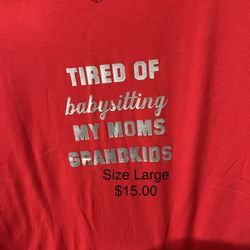 TIRED OF
babysitting
MY MOMS
GRANDKIDS
Size Large
$15.00